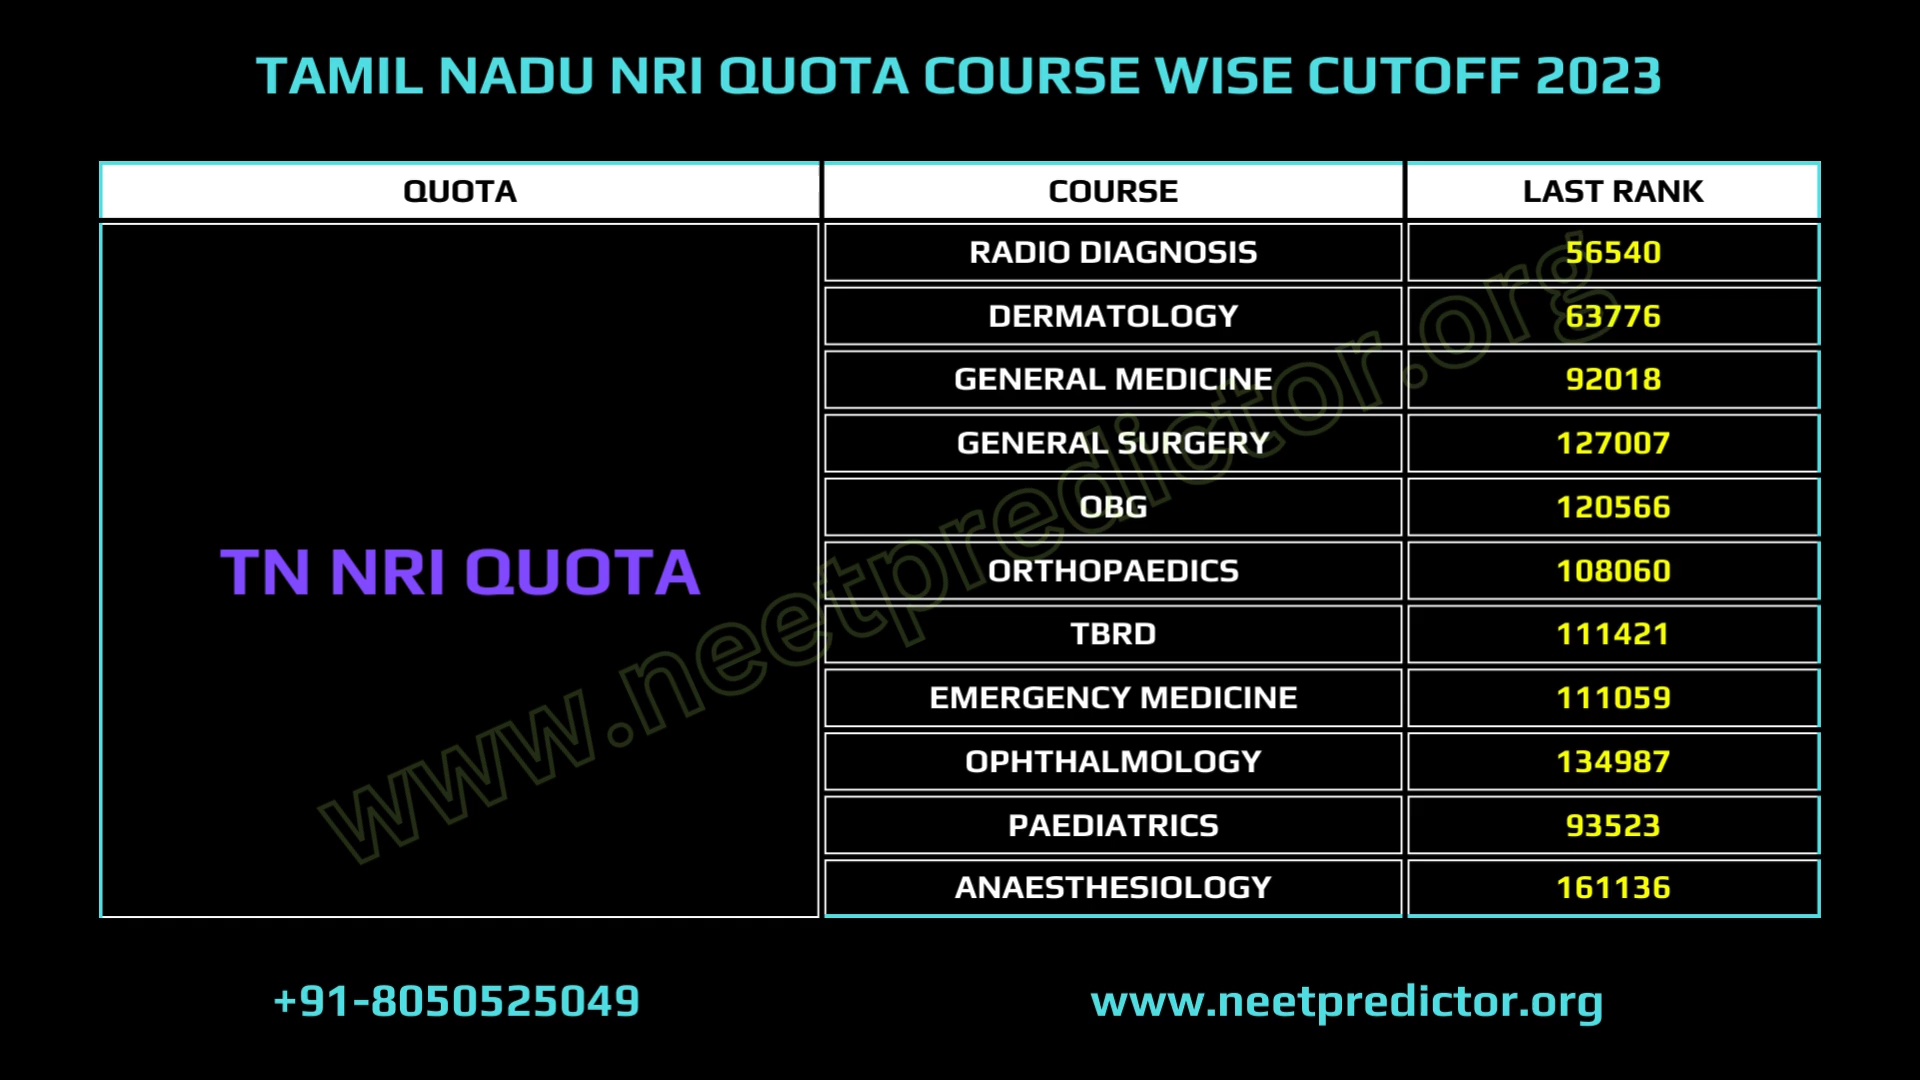 TAMIL NADU NRI QUOTA COURSE WISE CUTOFF 2023
QUOTA COURSE LAST RANK
RADIO DIAGNOSIS 56540
DERMATOLOGY 63776
GENERAL MEDICINE 92018
GENERAL SURGERY 127007
OBG 120566
TN NRI QUOTA ORTHOPAEDICS 108060
TBRD 111421
EMERGENCY MEDICINE 111059
OPHTHALMOLOGY 134987
PAEDIATRICS 93523
ANAESTHESIOLOGY 161136
www.neetpredictor.org
+91-8050525049 www.neetpredictor.org